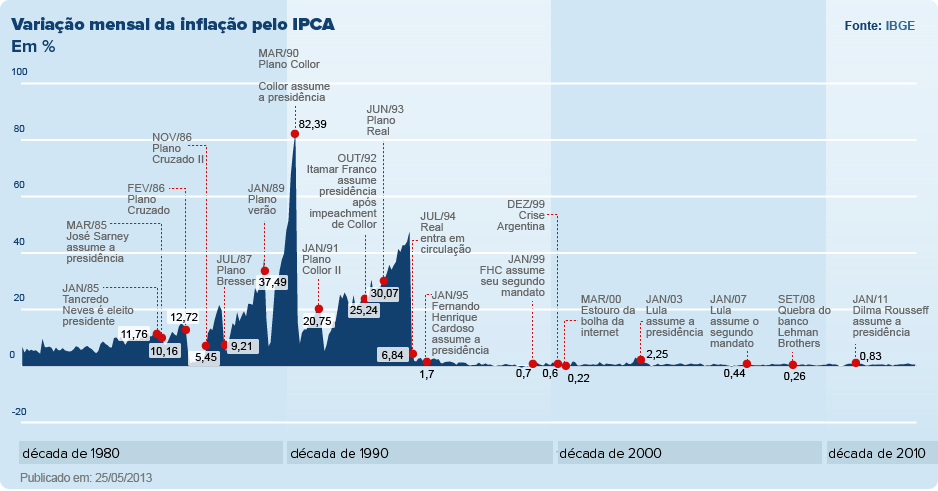 Variação mensal da inflação pelo IPCA
Em %
Fonte: IBGE
100
80
60
40
20
0
-20
JAN/85
Tancredo
Neves é eleito
presidente
11,76
MAR/85
José Sarney
assume a
presidência
10,16
FEV/86
Plano
Cruzado
12,72
NOV/86
Plano
Cruzado II
5,45
JUL/87
Plano
Bresser
9,21
JAN/89
Plano
verão
37,49
MAR/90
Plano Collor
Collor assume
a presidência
82,39
JAN/91
Plano
Collor II
20,75
OUT/92
Itamar Franco
assume
presidência
após
impeachment
de Collor
25,24
JUN/93
Plano
Real
30,07
JUL/94
Real
entra em
circulação
6,84
JAN/95
Fernando
Henrique
Cardoso
assume a
presidência
1,7
JAN/99
FHC assume
seu segundo
mandato
0,7
DEZ/99
Crise
Argentina
0,6
MAR/00
Estouro da
bolha da
internet
0,22
JAN/03
Lula
assume a
presidência
2,25
JAN/07
Lula
assume o
segundo
mandato
0,44
SET/08
Quebra do
banco
Lehman
Brothers
0,26
JAN/11
Dilma Rousseff
assume a
presidência
0,83
década de 1980
década de 1990
década de 2000
década de 2010
Publicado em: 25/05/2013